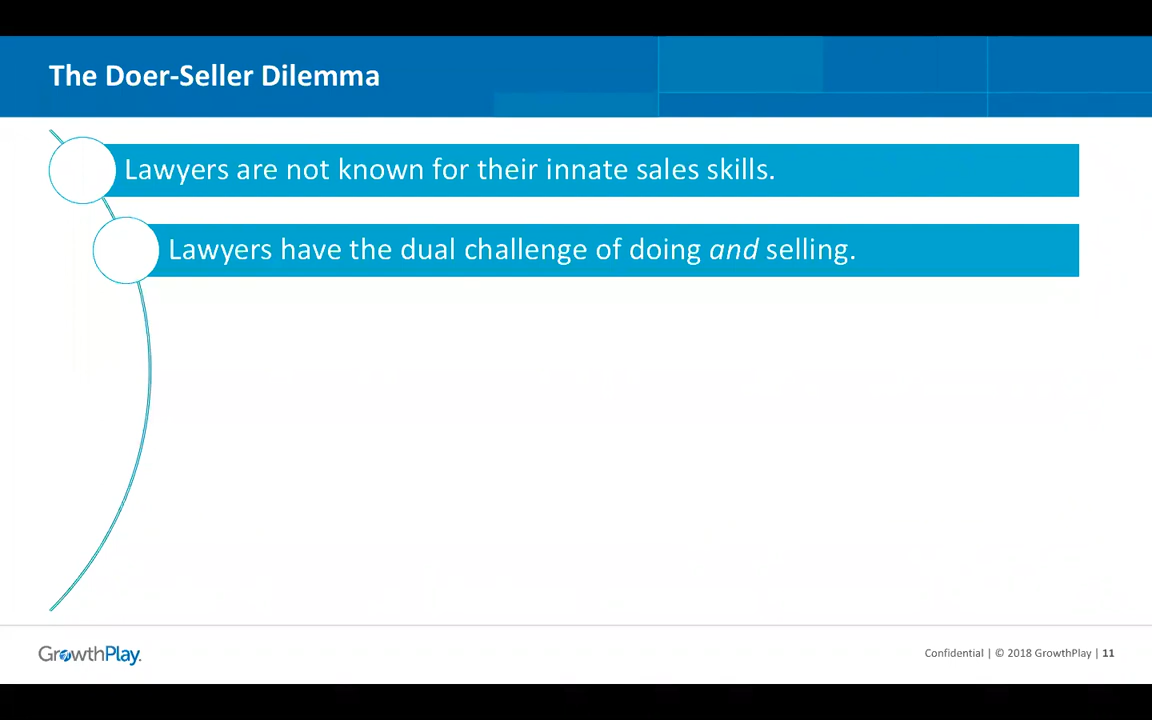 The Doer-Seller Dilemma
Lawyers are not known for their innate sales skills.
Lawyers have the dual challenge of doing and selling.
GrowthPlay.
Confidential | © 2018 GrowthPlay | 11